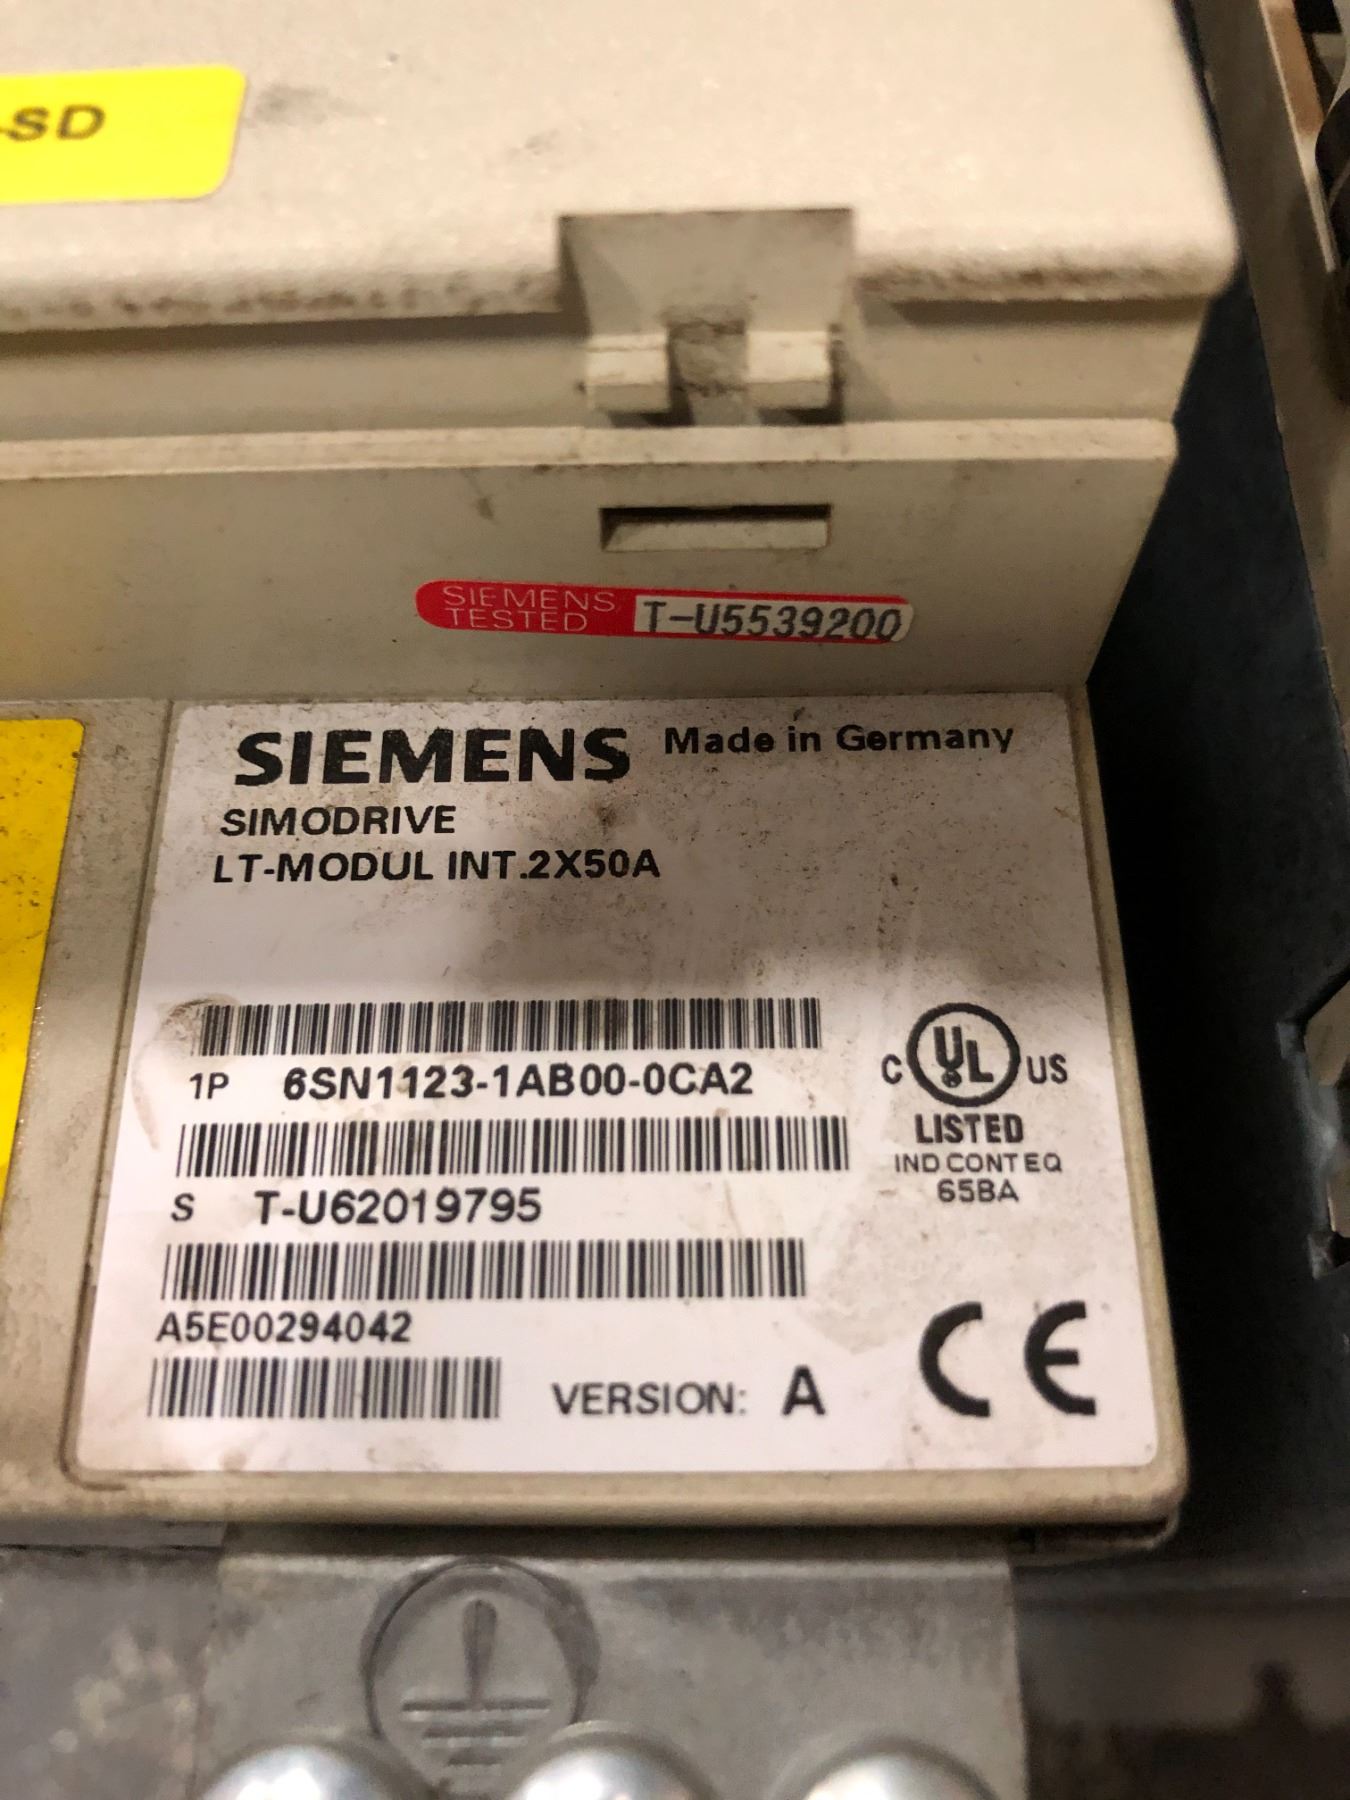 -SD
SIEMENS
TESTED
T-U5539200
SIEMENS Made in Germany
SIMODRIVE
LT-MODUL INT.2X50A
1P 6SN1123-1AB00-0CA2
C UL US
LISTED
IND CONT EQ
65BA
S T-U62019795
A5E00294042
VERSION: A
CE